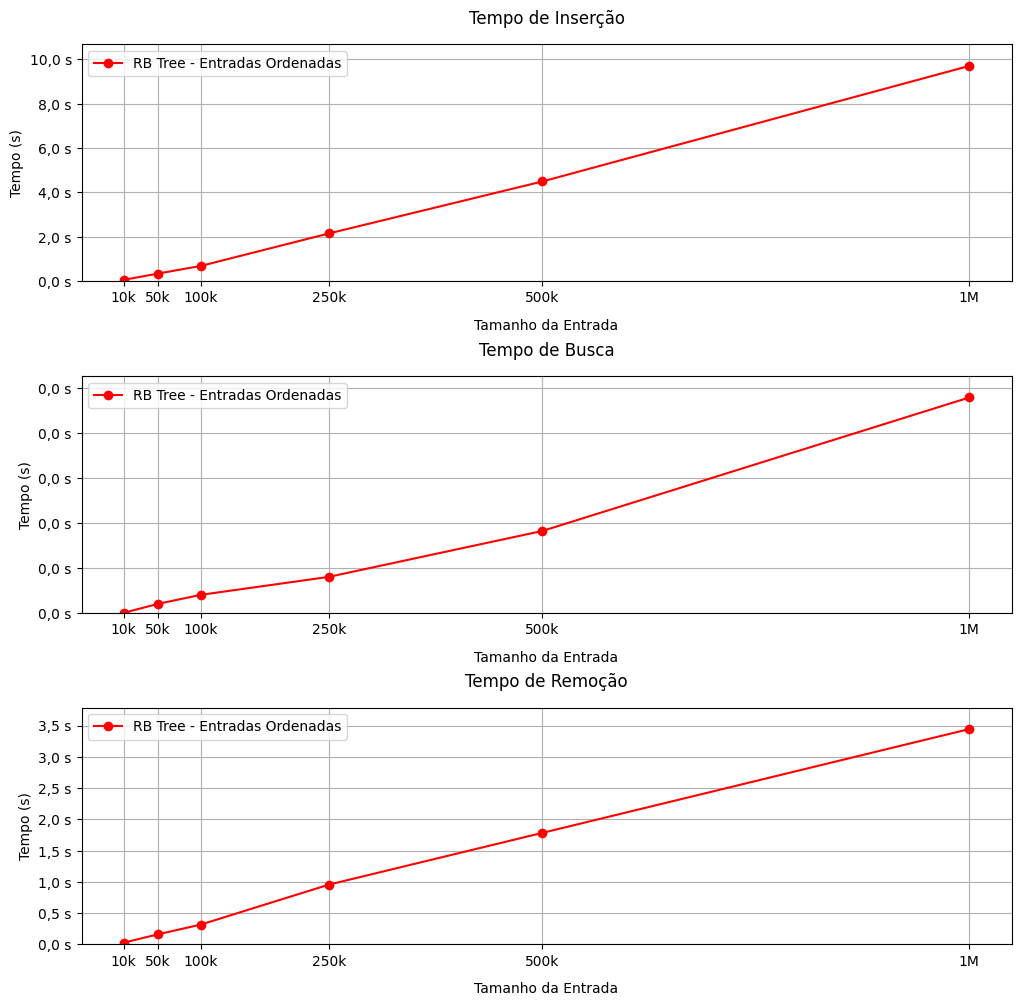 Tempo de Inserção
RB Tree - Entradas Ordenadas
Tempo (s)
10,0 s
8,0 s
6,0 s
4,0 s
2,0 s
0,0 s
10k 50k 100k 250k 500k 1M
Tamanho da Entrada
Tempo de Busca
RB Tree - Entradas Ordenadas
Tempo (s)
0,0 s
0,0 s
0,0 s
0,0 s
0,0 s
0,0 s
10k 50k 100k 250k 500k 1M
Tamanho da Entrada
Tempo de Remoção
RB Tree - Entradas Ordenadas
Tempo (s)
3,5 s
3,0 s
2,5 s
2,0 s
1,5 s
1,0 s
0,5 s
0,0 s
10k 50k 100k 250k 500k 1M
Tamanho da Entrada